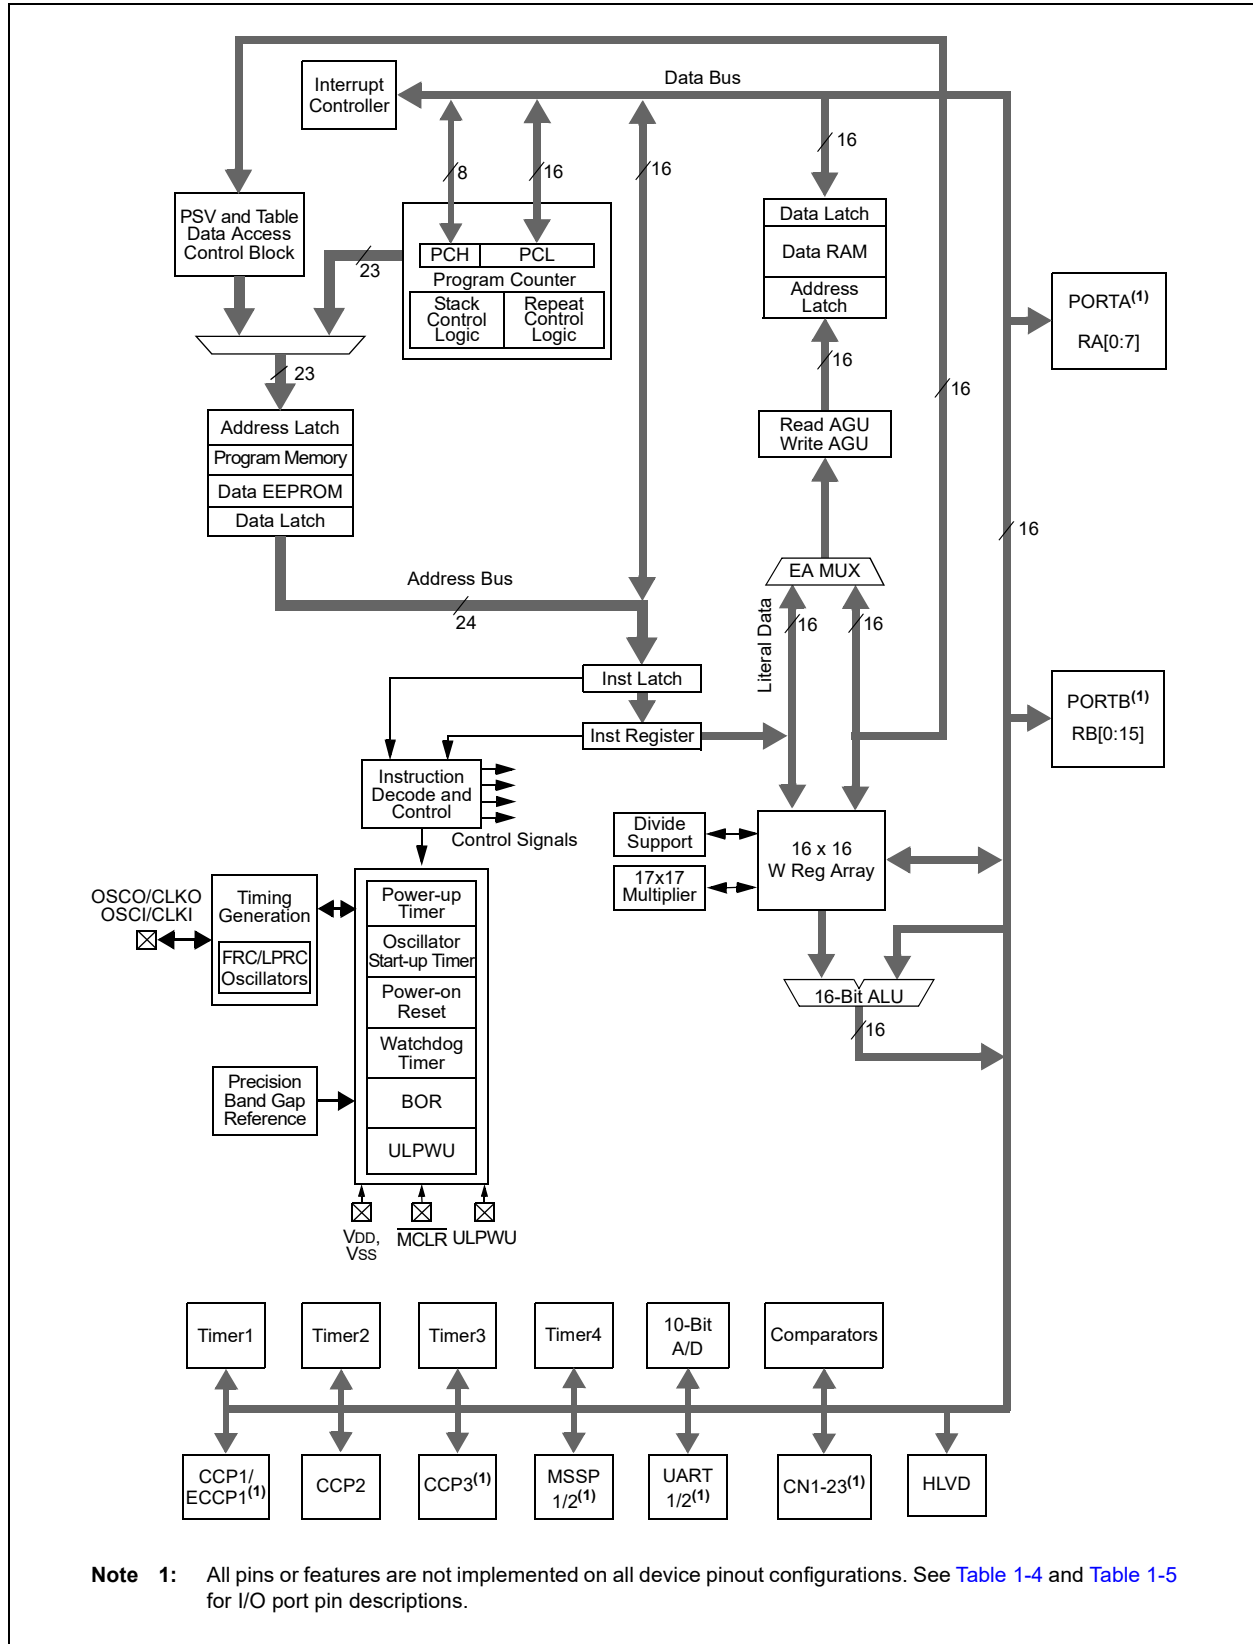 Data Bus
Interrupt
Controller
8
16
16
16
PSV and Table
Data Access
Control Block
23
PCH
PCL
Program Counter
Stack
Control
Logic
Repeat
Control
Logic
Data Latch
Data RAM
Address
Latch
PORTA(1)
RA[0:7]
23
16
16
Address Latch
Program Memory
Data EEPROM
Data Latch
Read AGU
Write AGU
16
Address Bus
24
EA MUX
Literal Data
16
16
Inst Latch
Inst Register
PORTB(1)
RB[0:15]
Instruction
Decode and
Control
Control Signals
Divide
Support
17x17
Multiplier
16 x 16
W Reg Array
OSCO/CLKO
OSCI/CLKI
Timing
Generation
FRC/LPRC
Oscillators
Power-up
Timer
Oscillator
Start-up Timer
Power-on
Reset
Watchdog
Timer
BOR
ULPWU
16-Bit ALU
16
Precision
Band Gap
Reference
VDD,
VSS
MCLR
ULPWU
Timer1
Timer2
Timer3
Timer4
10-Bit
A/D
Comparators
CCP1/
ECCP1(1)
CCP2
CCP3(1)
MSSP
1/2(1)
UART
1/2(1)
CN1-23(1)
HLVD
Note 1: All pins or features are not implemented on all device pinout configurations. See Table 1-4 and Table 1-5
for I/O port pin descriptions.